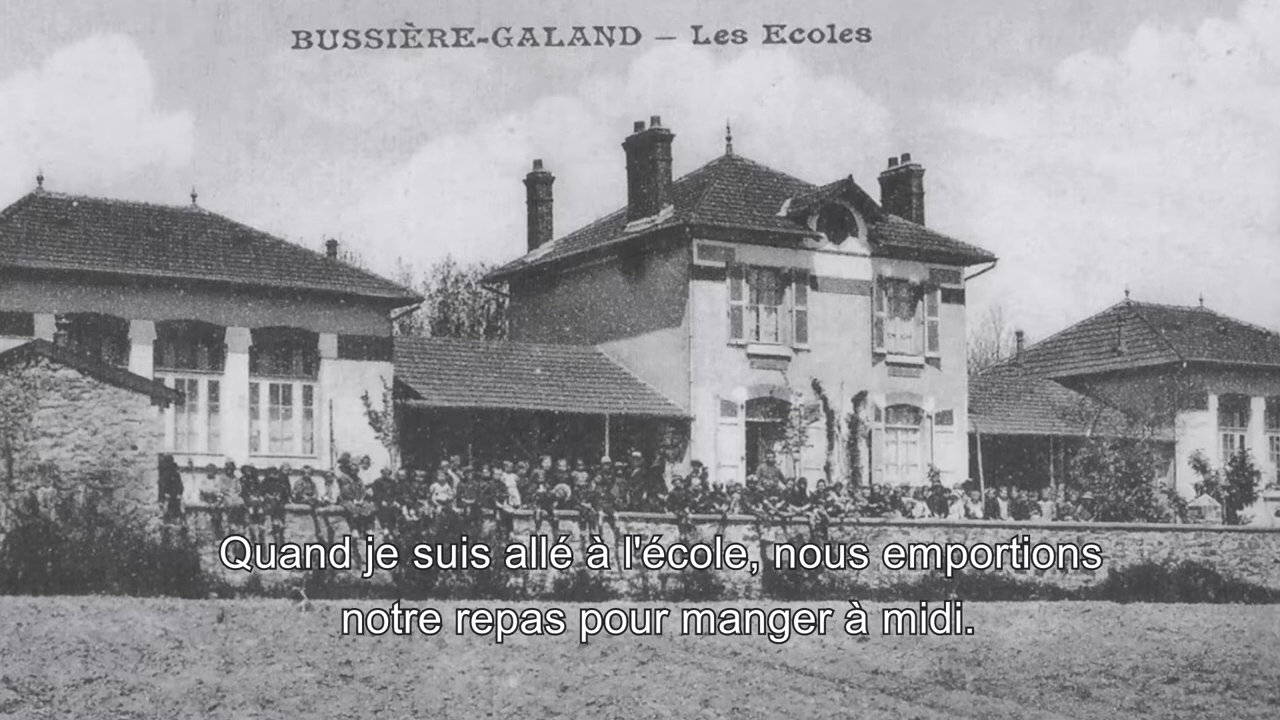 BUSSIÈRE-GALAND — Les Ecoles
Quand je suis allé à l'école, nous emportions
notre repas pour manger à midi.